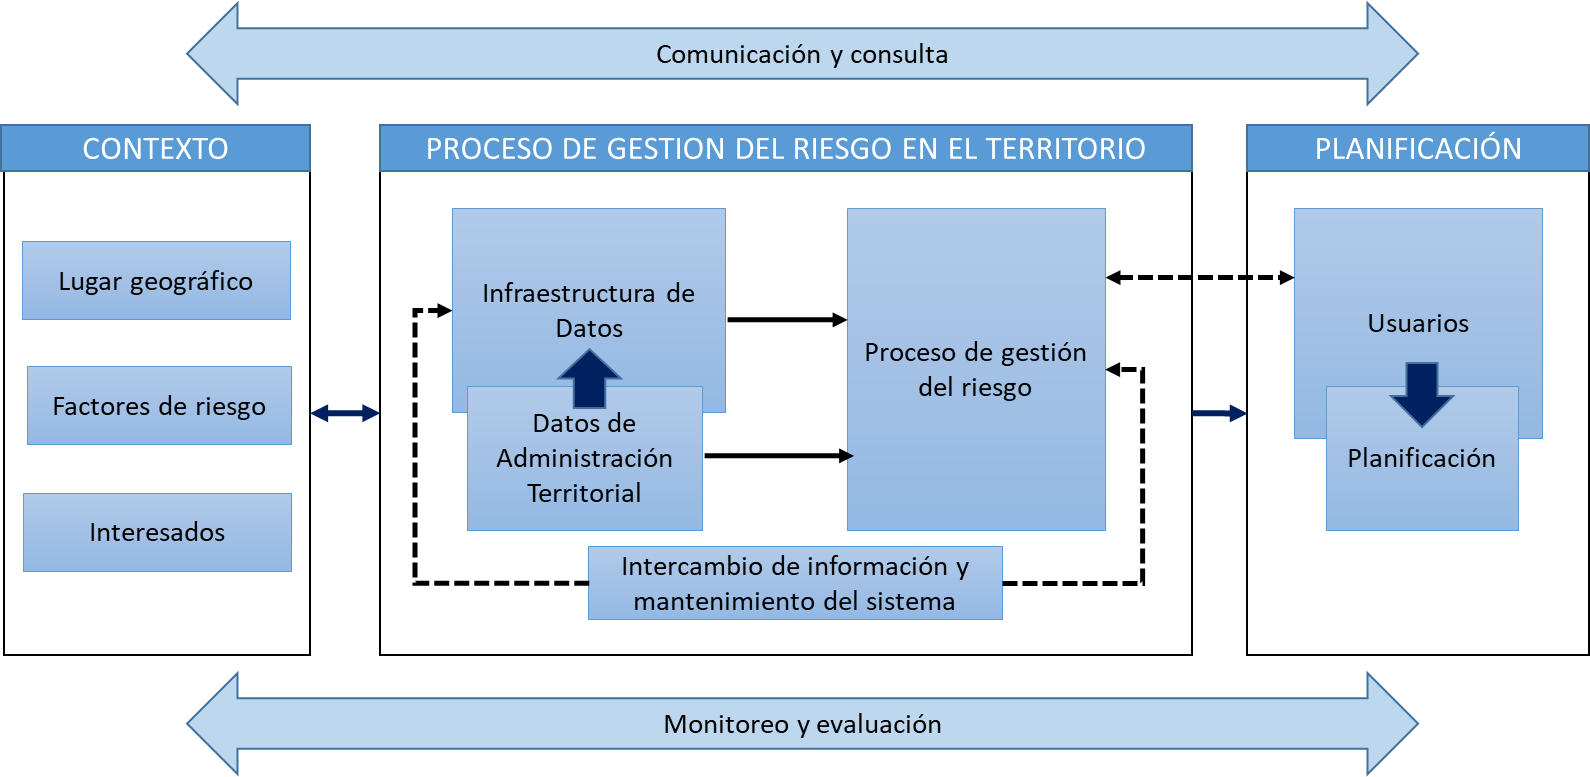 Comunicación y consulta
CONTEXTO
Lugar geográfico
Factores de riesgo
Interesados
PROCESO DE GESTION DEL RIESGO EN EL TERRITORIO
Infraestructura de
Datos
Datos de
Administración
Territorial
Proceso de gestión
del riesgo
Intercambio de información y
mantenimiento del sistema
PLANIFICACIÓN
Usuarios
Planificación
Monitoreo y evaluación